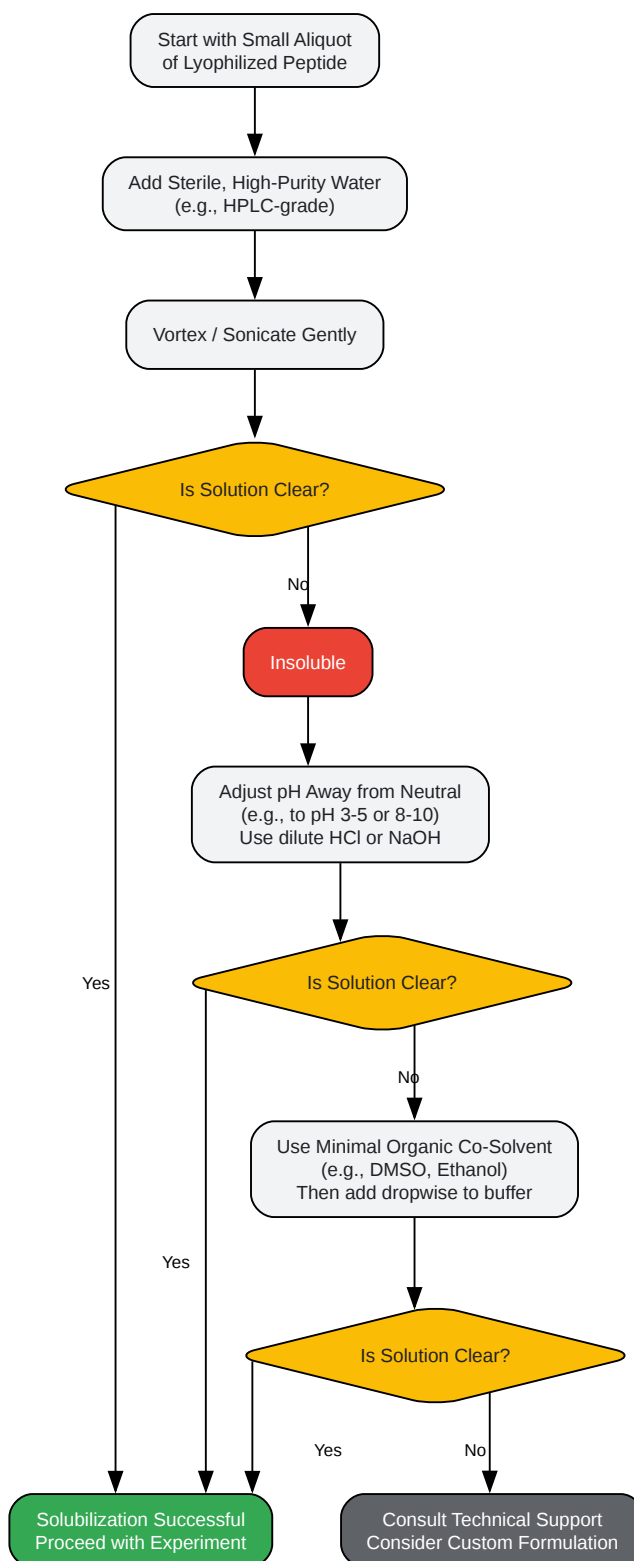 Start with Small Aliquot
of Lyophilized Peptide
Add Sterile, High-Purity Water
(e.g., HPLC-grade)
Vortex / Sonicate Gently
Is Solution Clear?
No
Insoluble
Adjust pH Away from Neutral
(e.g., to pH 3-5 or 8-10)
Use dilute HCl or NaOH
Yes
Is Solution Clear?
No
Use Minimal Organic Co-Solvent
(e.g., DMSO, Ethanol)
Then add dropwise to buffer
Yes
Is Solution Clear?
Yes
No
Solubilization Successful
Proceed with Experiment
Consult Technical Support
Consider Custom Formulation